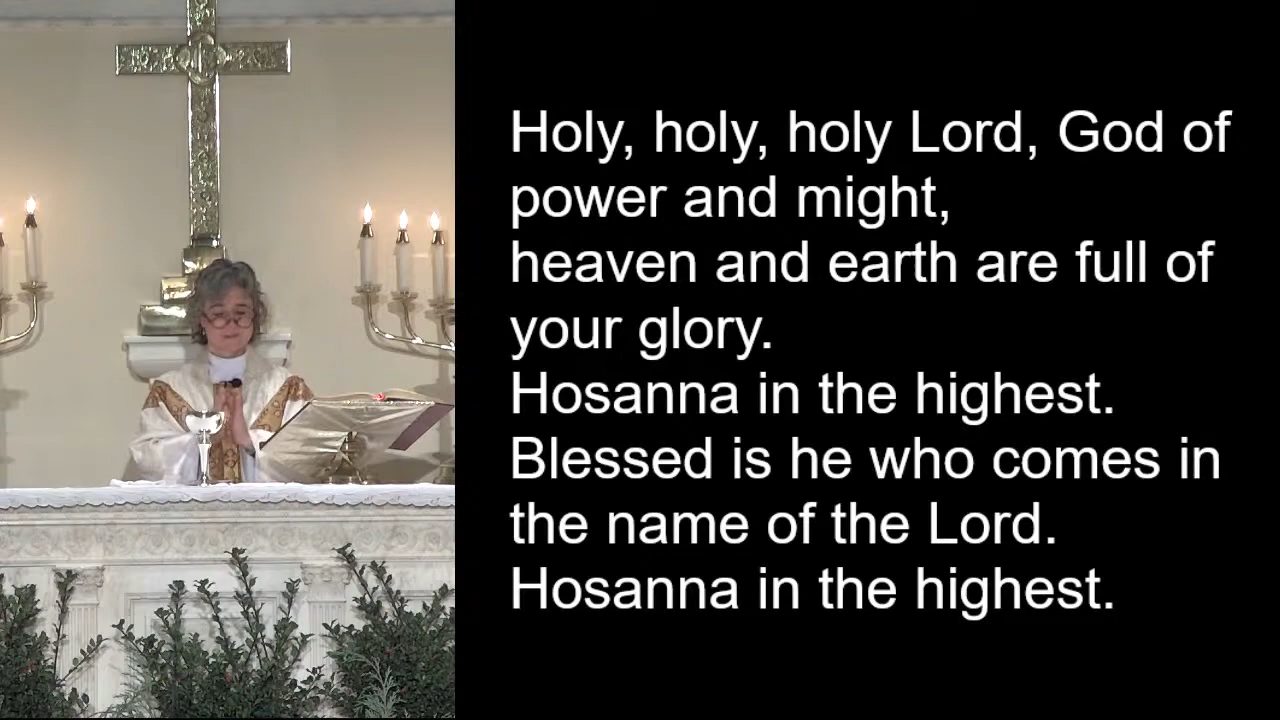 Holy, holy, holy Lord, God of
power and might,
heaven and earth are full of
your glory.
Hosanna in the highest.
Blessed is he who comes in
the name of the Lord.
Hosanna in the highest.